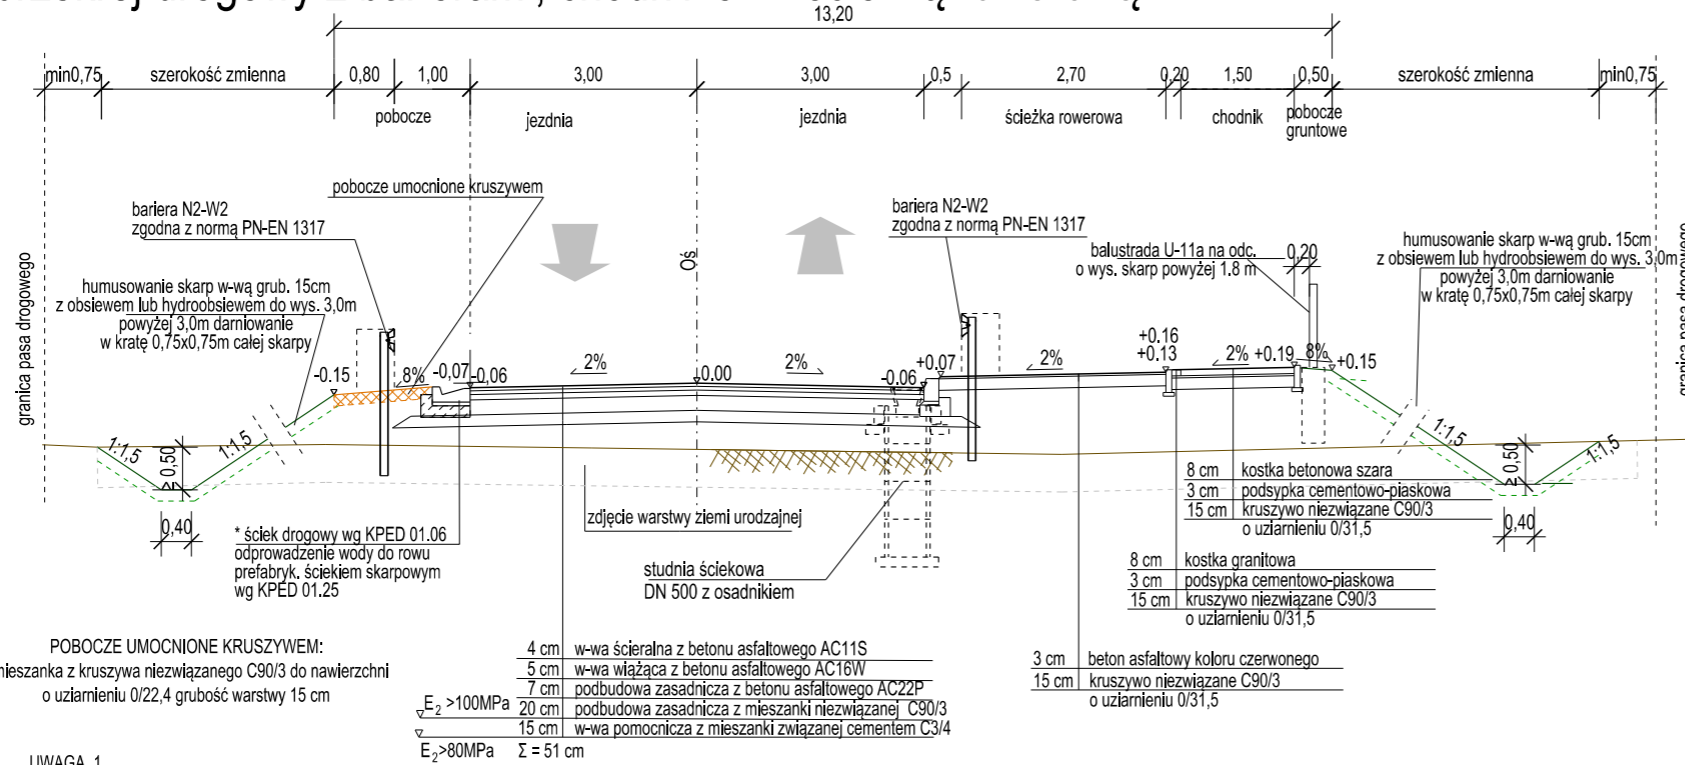 13,20
min0,75
szerokość zmienna
0,80
1,00
3,00
3,00
0,5
2,70
0,20
1,50
0,50
szerokość zmienna
min0,75
pobocze
jezdnia
jezdnia
ścieżka rowerowa
chodnik
pobocze
gruntowe
pobocze umocnione kruszywem
bariera N2-W2
zgodna z normą PN-EN 1317
bariera N2-W2
zgodna z normą PN-EN 1317
balustrada U-11a na odc.
o wys. skarp powyżej 1.8 m
0,20
humusowanie skarp w-wą grub. 15cm
z obsiewem lub hydroobsiewem do wys. 3,0m
powyżej 3,0m darniowanie
w kratę 0,75x0,75m całej skarpy
humusowanie skarp w-wą grub. 15cm
z obsiewem lub hydroobsiewem do wys. 3,0m
powyżej 3,0m darniowanie
w kratę 0,75x0,75m całej skarpy
granica pasa drogowego
Oś
-0.15
8%
-0,07
-0,06
2%
0.00
2%
-0.06
+0.07
2%
+0.16
+0.13
2%
+0.19
8%
+0.15
1:1,5
≥ 0,50
1:1,5
0,40
1:1,5
≥ 0,50
1:1,5
0,40
* ściek drogowy wg KPED 01.06
odprowadzenie wody do rowu
prefabryk. ściekiem skarpowym
wg KPED 01.25
zdjęcie warstwy ziemi urodzajnej
studnia ściekowa
DN 500 z osadnikiem
8 cm kostka betonowa szara
3 cm podsypka cementowo-piaskowa
15 cm kruszywo niezwiązane C90/3
o uziarnieniu 0/31,5
8 cm kostka granitowa
3 cm podsypka cementowo-piaskowa
15 cm kruszywo niezwiązane C90/3
o uziarnieniu 0/31,5
3 cm beton asfaltowy koloru czerwonego
15 cm kruszywo niezwiązane C90/3
o uziarnieniu 0/31,5
POBOCZE UMOCNIONE KRUSZYWEM:
mieszanka z kruszywa niezwiązanego C90/3 do nawierzchni
o uziarnieniu 0/22,4 grubość warstwy 15 cm
4 cm w-wa ścieralna z betonu asfaltowego AC11S
5 cm w-wa wiążąca z betonu asfaltowego AC16W
7 cm podbudowa zasadnicza z betonu asfaltowego AC22P
E2 >100MPa 20 cm podbudowa zasadnicza z mieszanki niezwiązanej C90/3
15 cm w-wa pomocnicza z mieszanki związanej cementem C3/4
E2>80MPa Σ = 51 cm
UWAGA 1